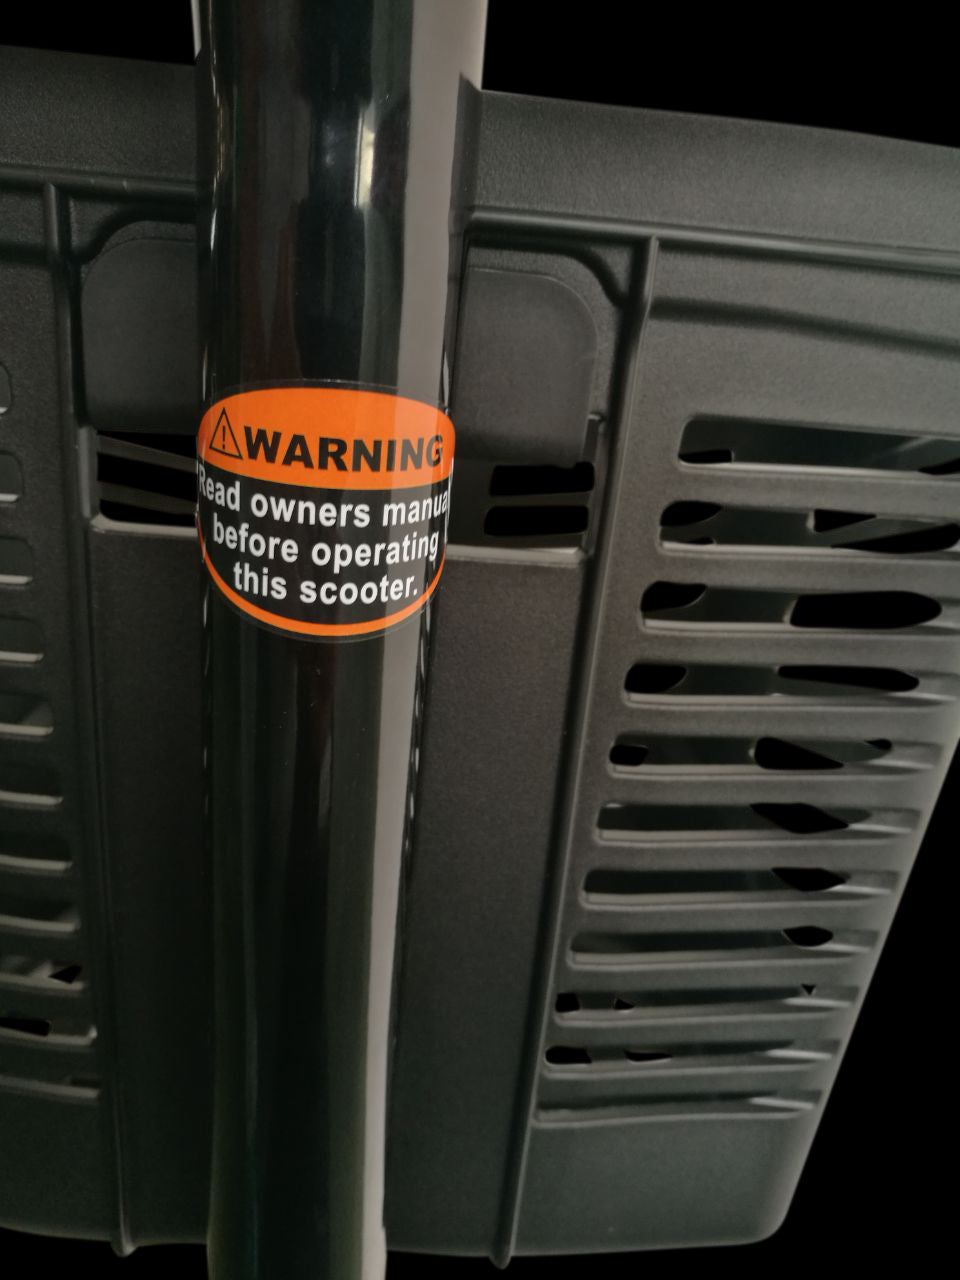 WARNING
Read owners manual
before operating
this scooter.